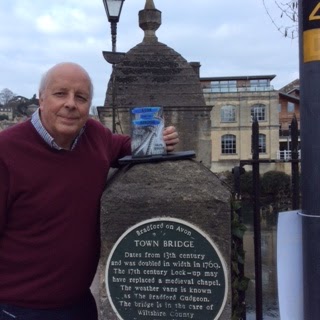 Bradford on Avon
TOWN BRIDGE
Dates from 13th century
and was doubled in width in 1769.
The 17th century Lock-up may
have replaced a medieval chapel.
The weather vane is known
as The Bradford Gudgeon.
The bridge is in the care of
Wiltshire County